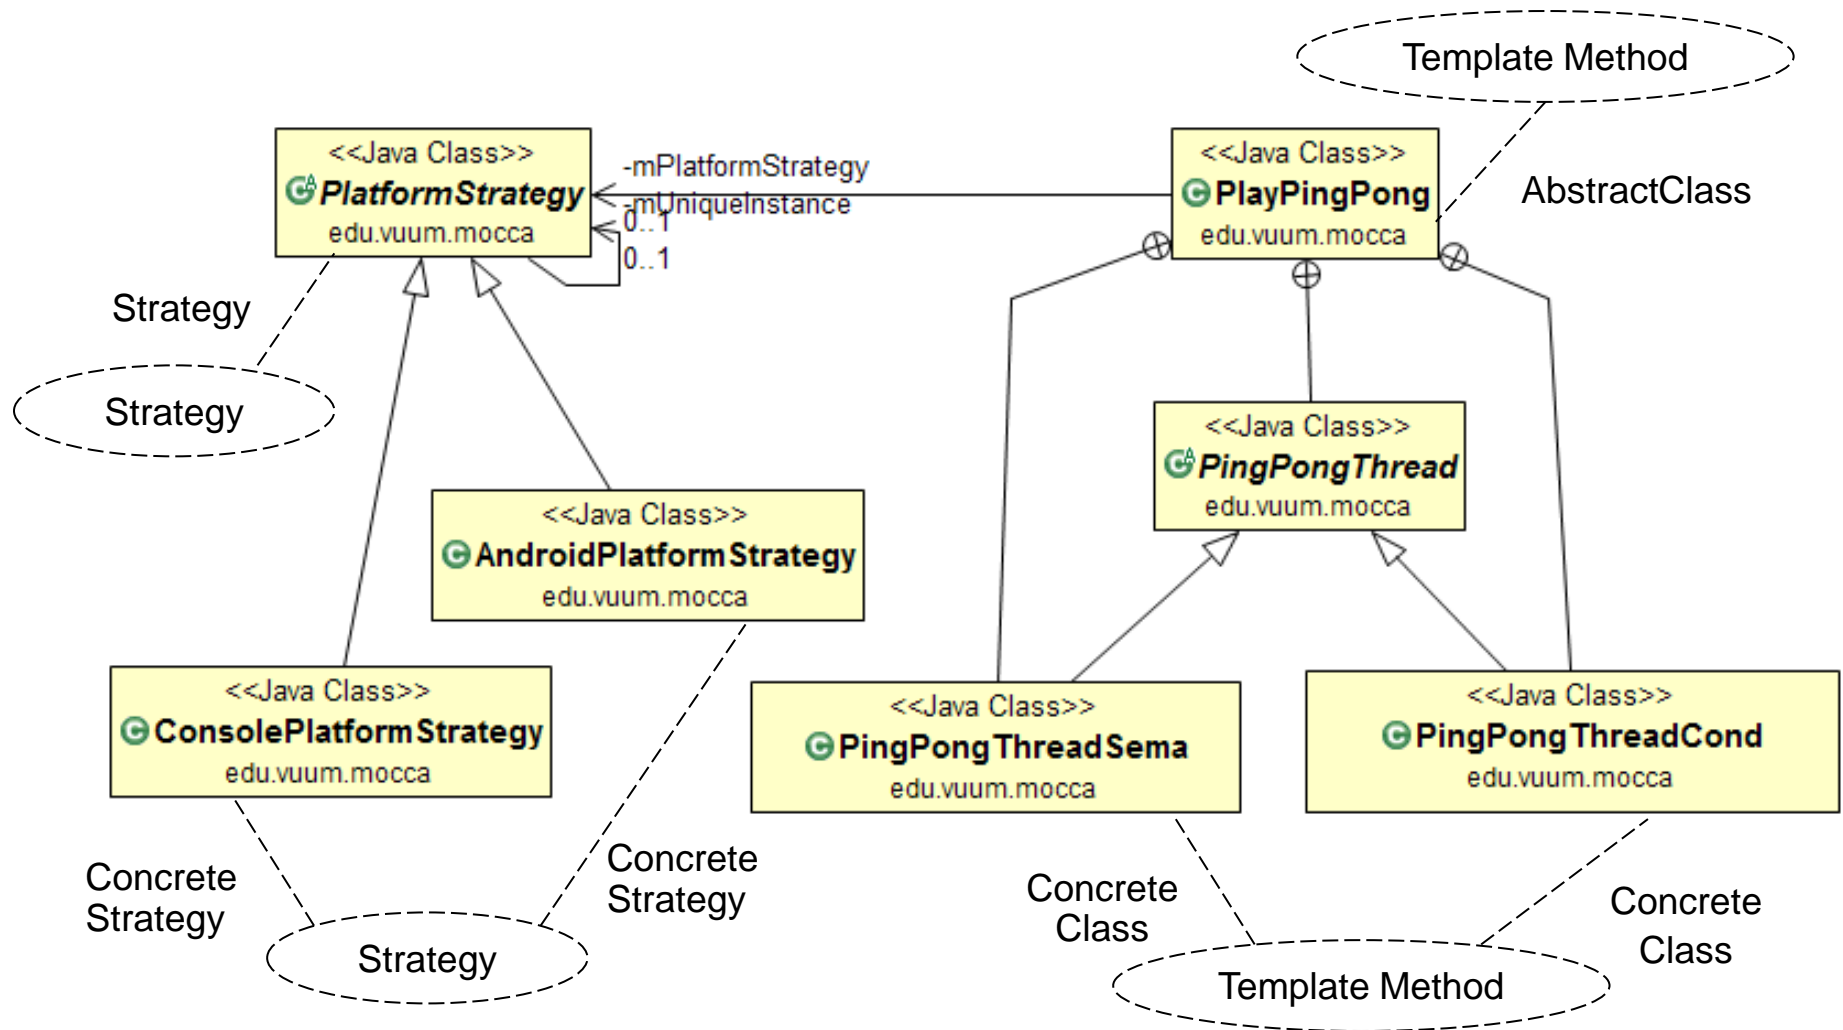 Template Method
<<Java Class>>
PlatformStrategy
edu.vuum.mocca
-mPlatformStrategy
-mUniqueInstance
0..1
0..1
<<Java Class>>
PlayPingPong
edu.vuum.mocca
AbstractClass
Strategy
Strategy
<<Java Class>>
PingPongThread
edu.vuum.mocca
<<Java Class>>
AndroidPlatformStrategy
edu.vuum.mocca
<<Java Class>>
ConsolePlatformStrategy
edu.vuum.mocca
<<Java Class>>
PingPongThreadSema
edu.vuum.mocca
<<Java Class>>
PingPongThreadCond
edu.vuum.mocca
Concrete
Strategy
Concrete
Strategy
Strategy
Concrete
Class
Concrete
Class
Template Method